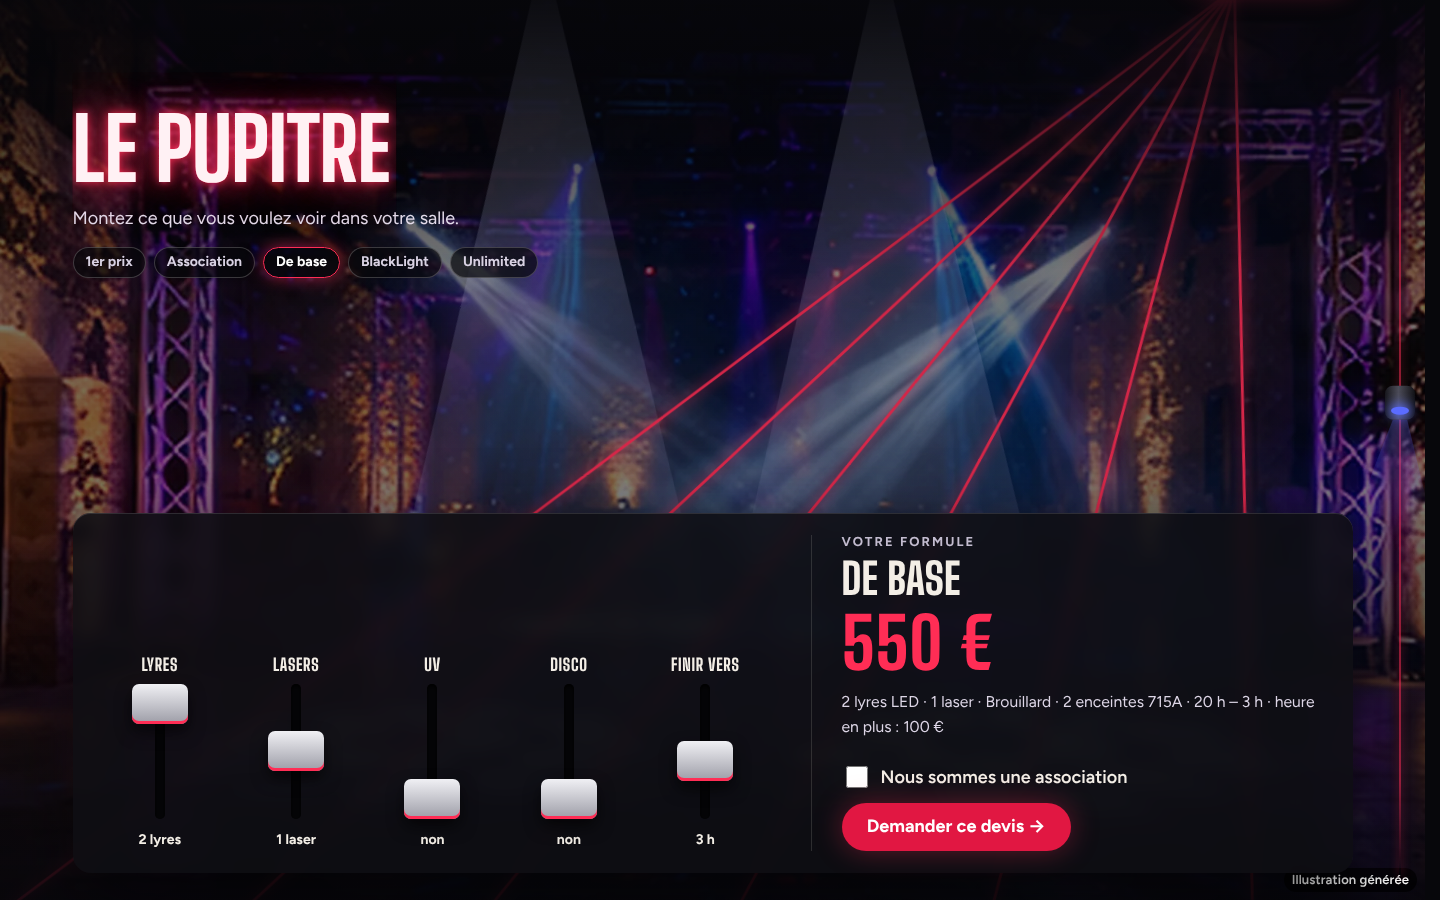 LE PUPITRE
Montez ce que vous voulez voir dans votre salle.
1er prix
Association
De base
BlackLight
Unlimited
LYRES
LASERS
UV
DISCO
FINIR VERS
2 lyres
1 laser
non
non
3 h
VOTRE FORMULE
DE BASE
550 €
2 lyres LED · 1 laser · Brouillard · 2 enceintes 715A · 20 h – 3 h · heure
en plus : 100 €
Nous sommes une association
Demander ce devis →
Illustration générée